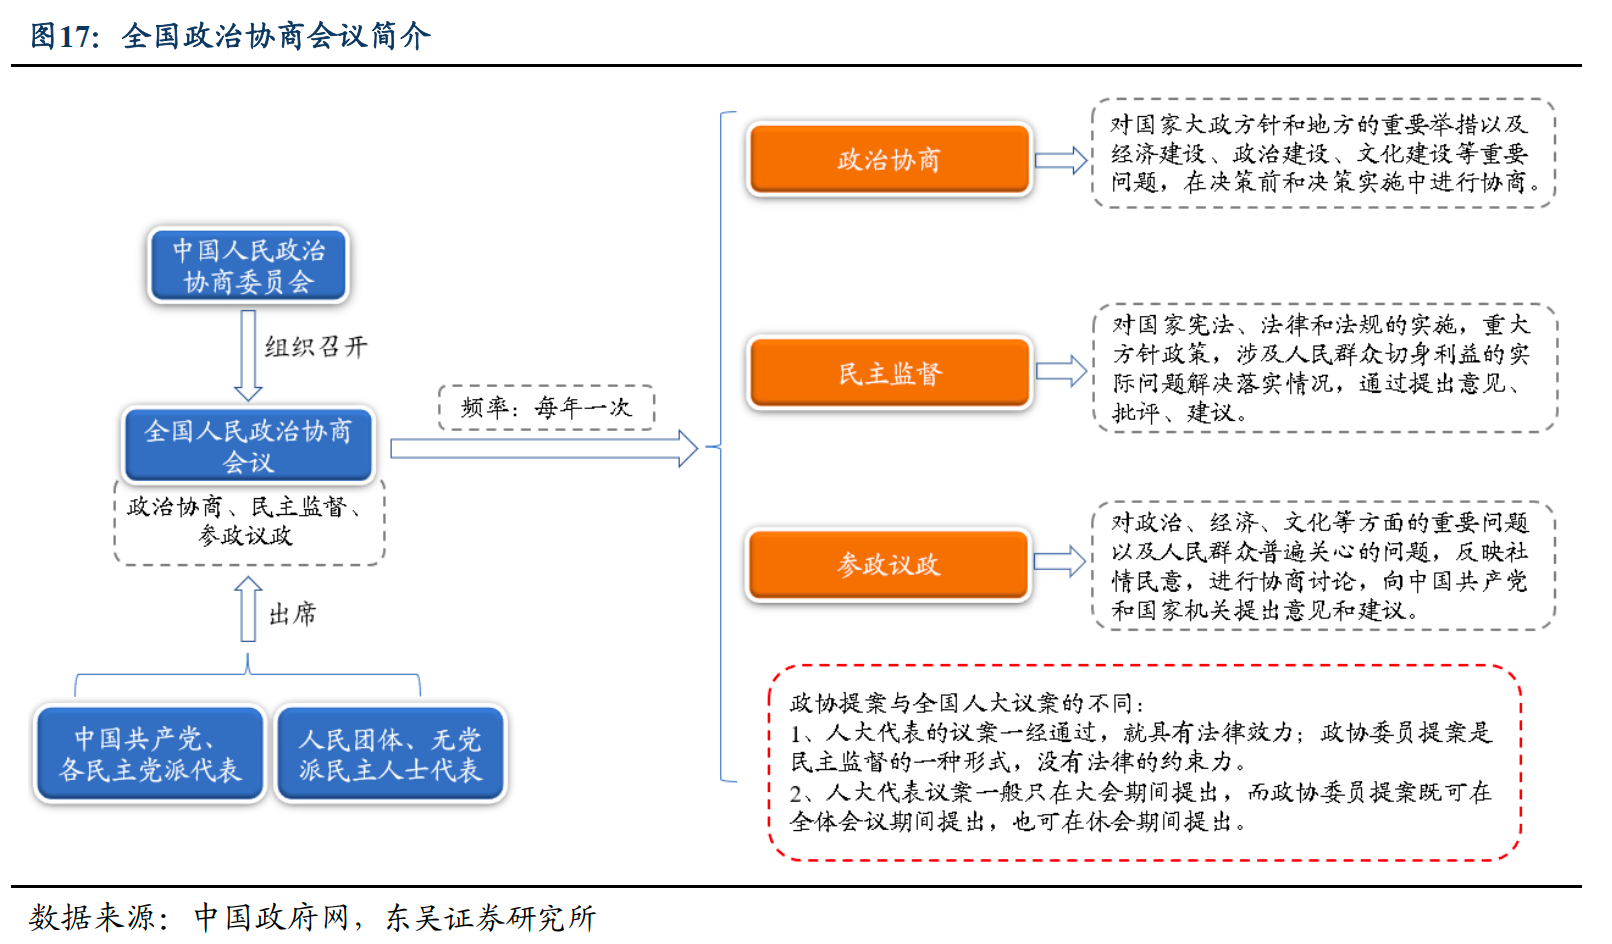 图17：全国政治协商会议简介
中国人民政治
协商委员会
组织召开
全国人民政治协商
会议
政治协商、民主监督、
参政议政
出席
中国共产党、
各民主党派代表
人民团体、无党
派民主人士代表
频率：每年一次
政治协商
对国家大政方针和地方的重要举措以及
经济建设、政治建设、文化建设等重要
问题，在决策前和决策实施中进行协商。
民主监督
对国家宪法、法律和法规的实施，重大
方针政策，涉及人民群众切身利益的实
际问题解决落实情况，通过提出意见、
批评、建议。
参政议政
对政治、经济、文化等方面的重要问题
以及人民群众普遍关心的问题，反映社
情民意，进行协商讨论，向中国共产党
和国家机关提出意见和建议。
政协提案与全国人大议案的不同：
1、人大代表的议案一经通过，就具有法律效力；政协委员提案是
民主监督的一种形式，没有法律的约束力。
2、人大代表议案一般只在大会期间提出，而政协委员提案既可在
全体会议期间提出，也可在休会期间提出。
数据来源：中国政府网，东吴证券研究所